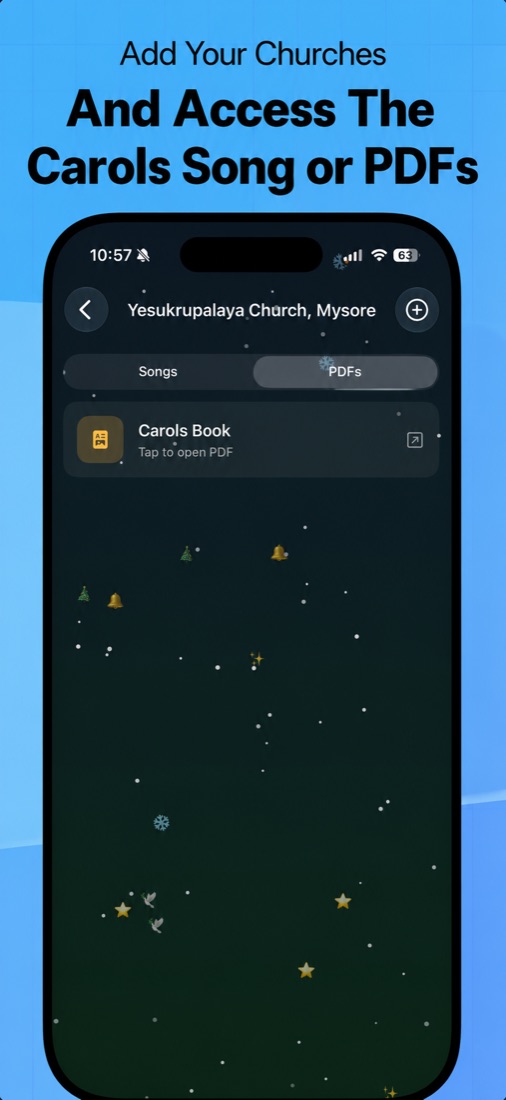 Add Your Churches
And Access The
Carols Song or PDFs
10:57
63
Yesukrupalaya Church, Mysore
Songs
PDFs
Carols Book
Tap to open PDF